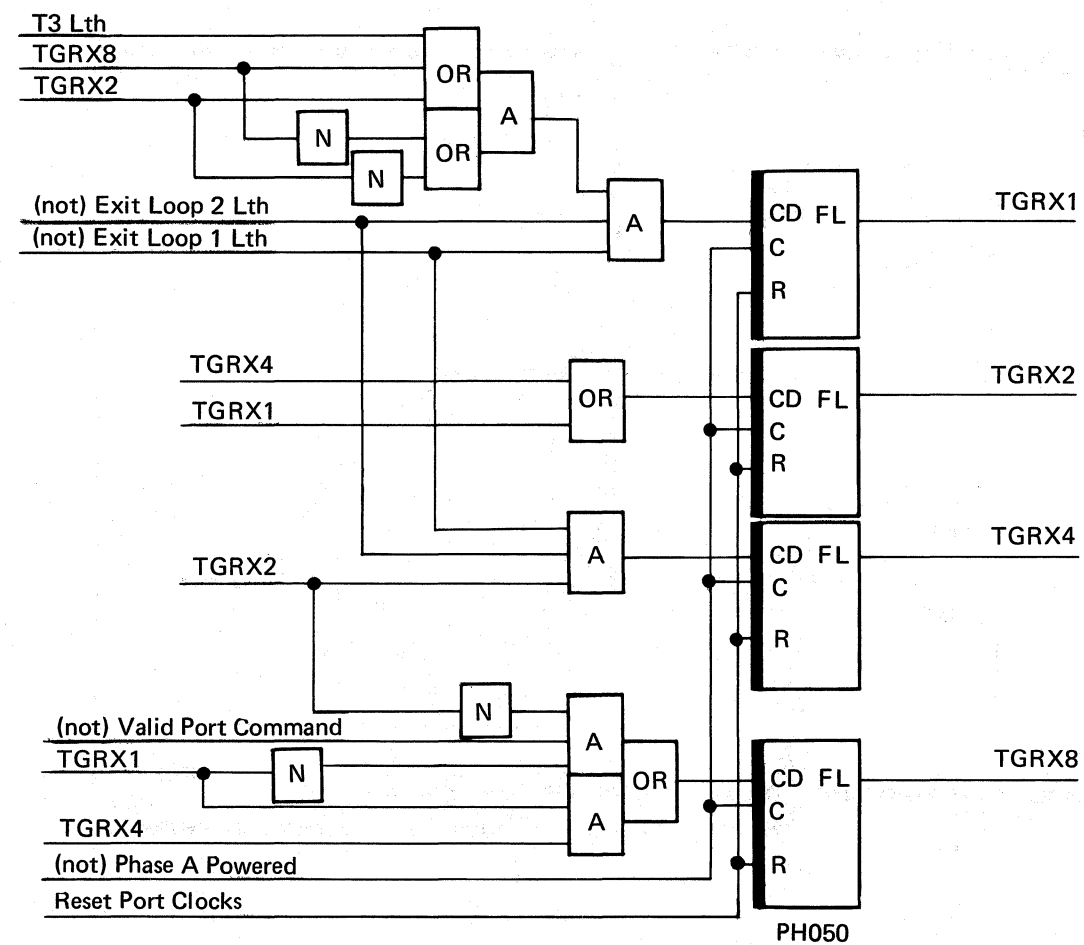 T3 Lth
TGRX8
TGRX2
OR
A
N
OR
N
(not) Exit Loop 2 Lth
(not) Exit Loop 1 Lth
A
CD FL
C
R
TGRX1
TGRX4
TGRX1
OR
CD FL
C
R
TGRX2
TGRX2
A
CD FL
C
R
TGRX4
N
(not) Valid Port Command
A
TGRX1
N
OR
A
TGRX4
CD FL
C
R
TGRX8
(not) Phase A Powered
Reset Port Clocks
PH050